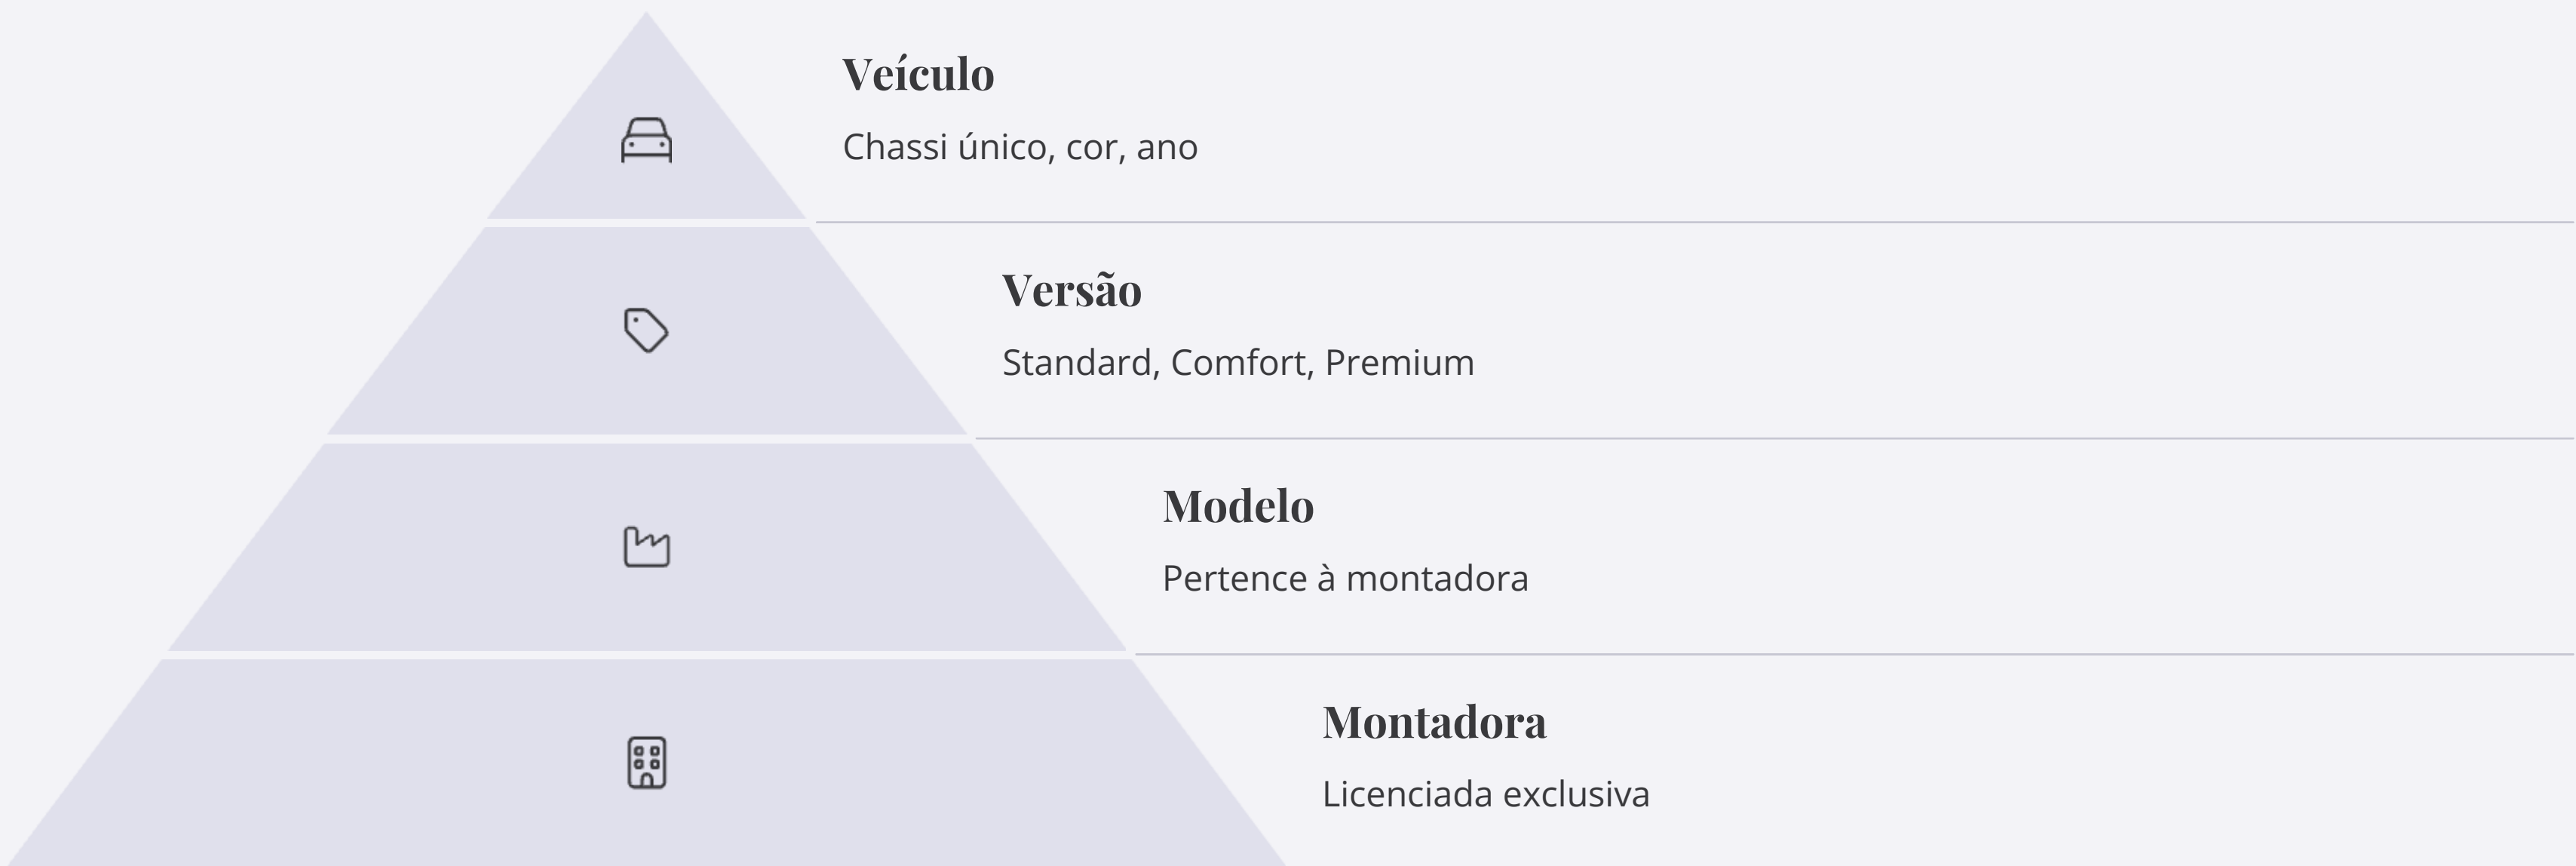 Veículo
Chassi único, cor, ano
Versão
Standard, Comfort, Premium
Modelo
Pertence à montadora
Montadora
Licenciada exclusiva